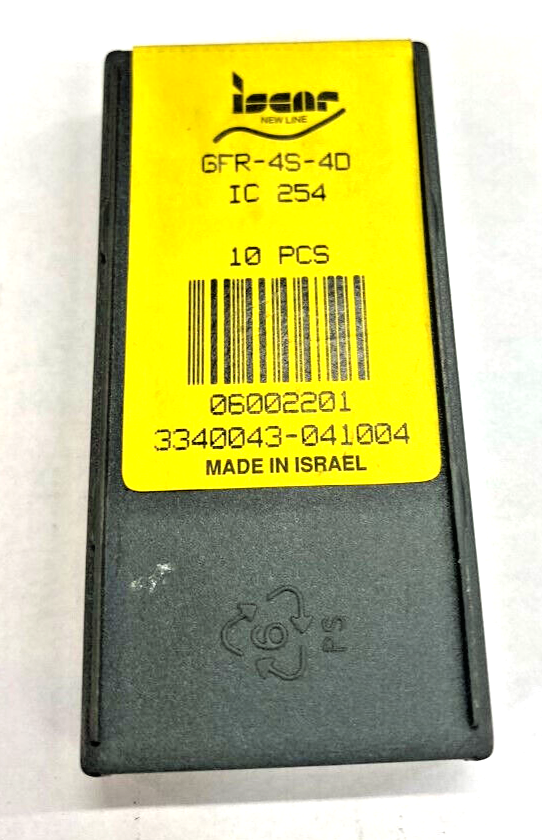 iscar
NEW LINE
GFR-4S-4D
IC 254
10 PCS
06002201
3340043-041004
MADE IN ISRAEL
6
PS